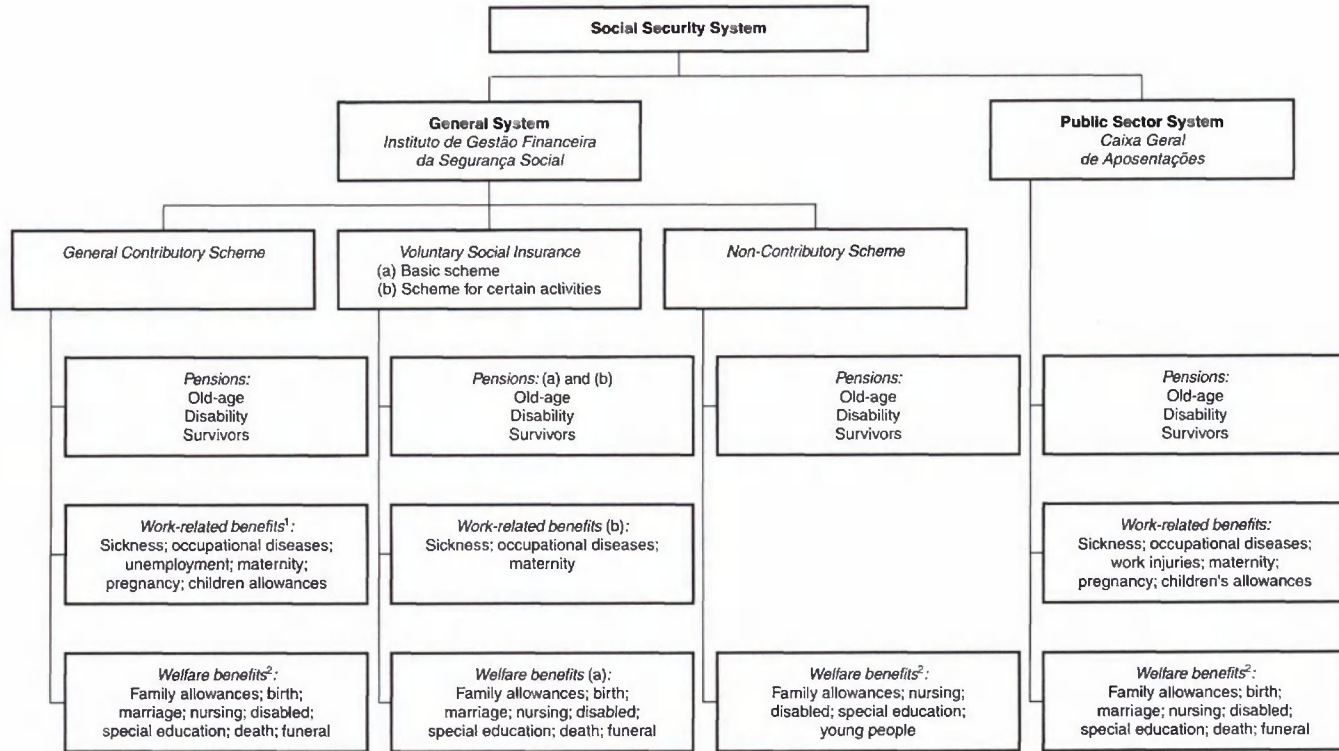 Social Security System
General System
Instituto de Gestão Financeira
da Segurança Social
Public Sector System
Caixa Geral
de Aposentações
General Contributory Scheme
Voluntary Social Insurance
(a) Basic scheme
(b) Scheme for certain activities
Non-Contributory Scheme
Pensions:
Old-age
Disability
Survivors
Pensions: (a) and (b)
Old-age
Disability
Survivors
Pensions:
Old-age
Disability
Survivors
Pensions:
Old-age
Disability
Survivors
Work-related benefits¹:
Sickness; occupational diseases;
unemployment; maternity;
pregnancy; children allowances
Work-related benefits (b):
Sickness; occupational diseases;
maternity
Work-related benefits:
Sickness; occupational diseases;
work injuries; maternity;
pregnancy; children's allowances
Welfare benefits²:
Family allowances; birth;
marriage; nursing; disabled;
special education; death; funeral
Welfare benefits (a):
Family allowances; birth;
marriage; nursing; disabled;
special education; death; funeral
Welfare benefits²:
Family allowances; nursing;
disabled; special education;
young people
Welfare benefits²:
Family allowances; birth;
marriage; nursing; disabled;
special education; death; funeral